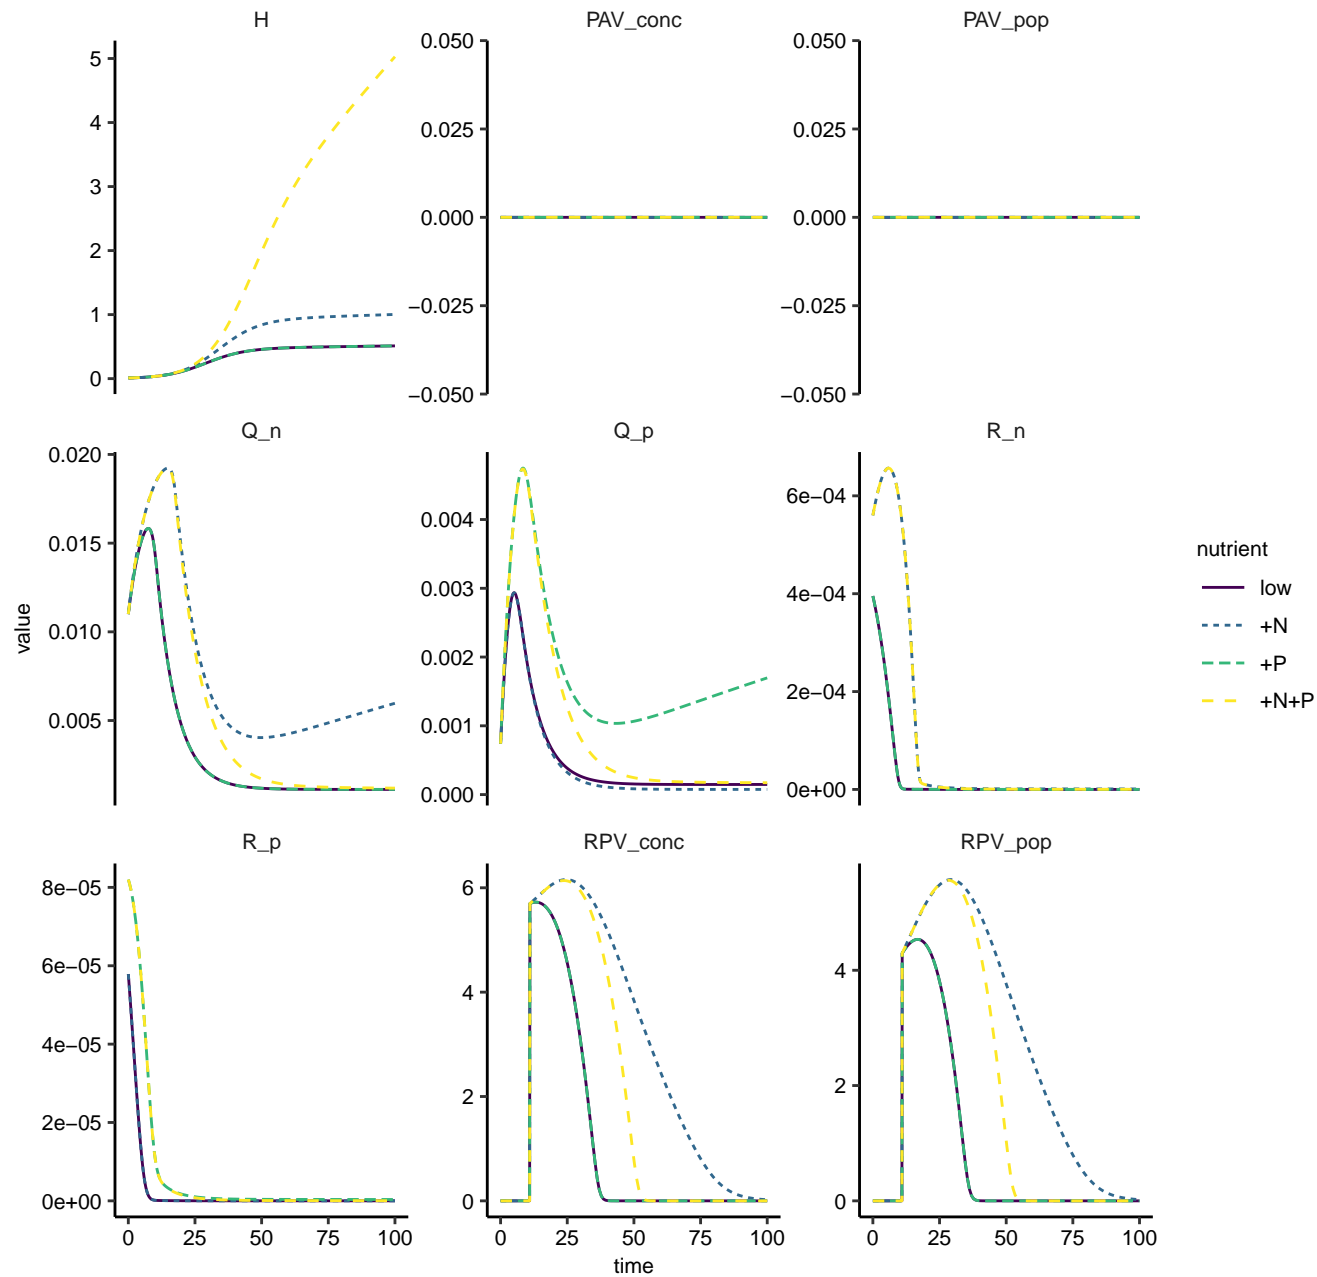 H
PAV_conc
PAV_pop
5
4
3
2
1
0
0.050
0.025
0.000
−0.025
−0.050
0.050
0.025
0.000
−0.025
−0.050
Q_n
Q_p
R_n
0.020
0.015
0.010
0.005
0.004
0.003
0.002
0.001
0.000
6e−04
4e−04
2e−04
0e+00
value
nutrient
low
+N
+P
+N+P
R_p
RPV_conc
RPV_pop
8e−05
6e−05
4e−05
2e−05
0e+00
6
4
2
0
4
2
0
0 25 50 75 100
0 25 50 75 100
0 25 50 75 100
time